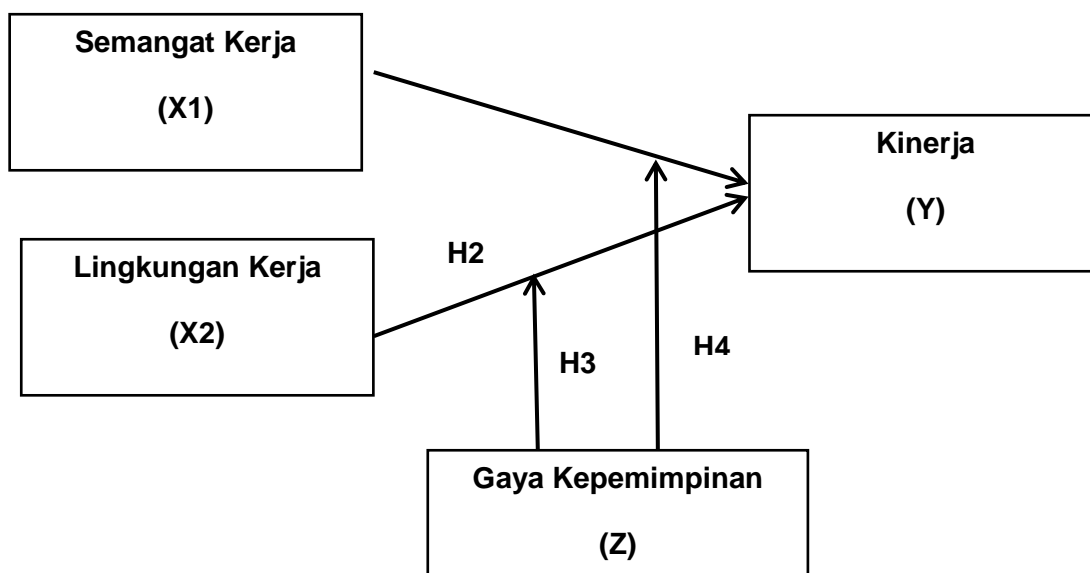 Semangat Kerja
(X1)
Kinerja
(Y)
Lingkungan Kerja
(X2)
H2
H3
H4
Gaya Kepemimpinan
(Z)